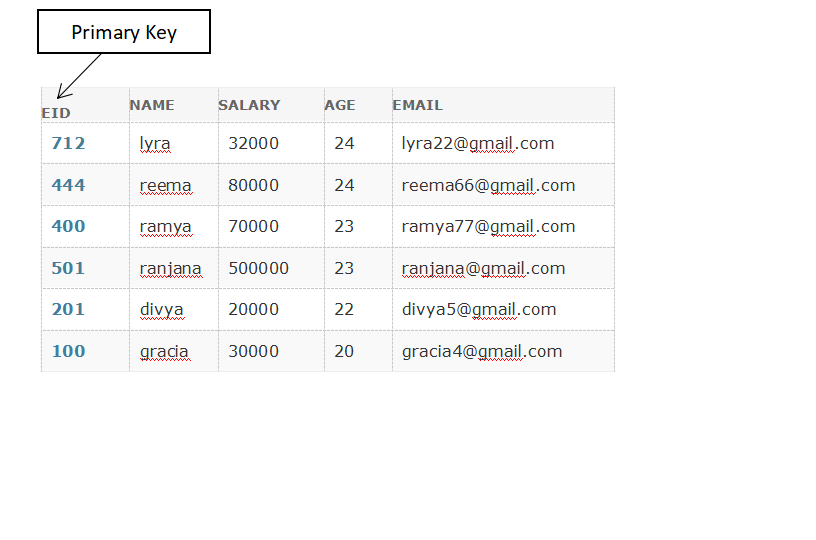 Primary Key
EID NAME SALARY AGE EMAIL
712 lyra 32000 24 lyra22@gmail.com
444 reema 80000 24 reema66@gmail.com
400 ramya 70000 23 ramya77@gmail.com
501 ranjana 500000 23 ranjana@gmail.com
201 divya 20000 22 divya5@gmail.com
100 gracia 30000 20 gracia4@gmail.com